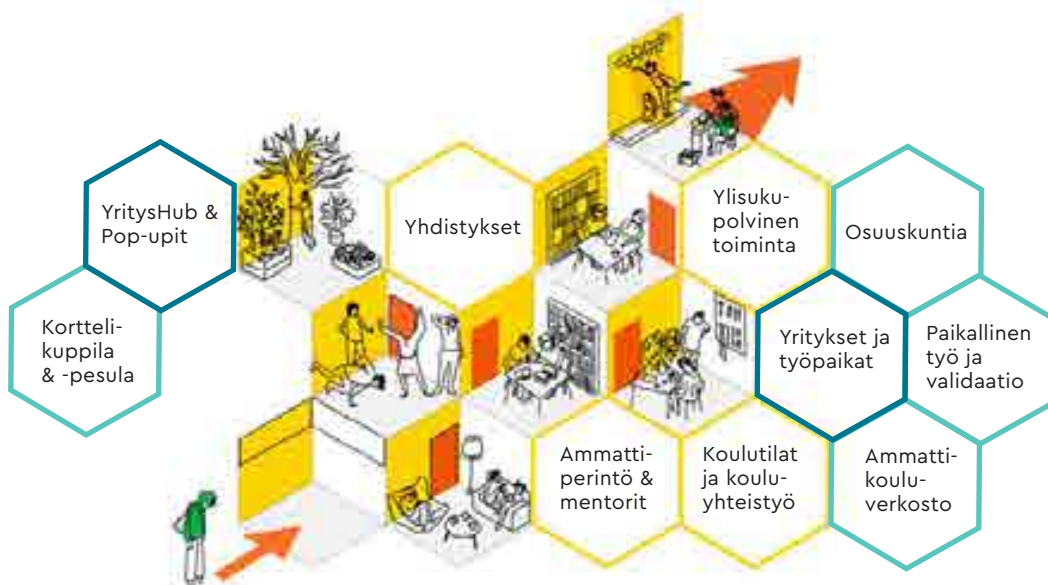 YritysHub &
Pop-upit
Yhdistykset
Ylisuku-
polvinen
toiminta
Osuuskuntia
Kortteli-
kuppila
& -pesula
Yritykset ja
työpaikat
Paikallinen
työ ja
validaatio
Ammatti-
perintö &
mentorit
Koulutilat
ja koulu-
yhteistyö
Ammatti-
koulu-
verkosto